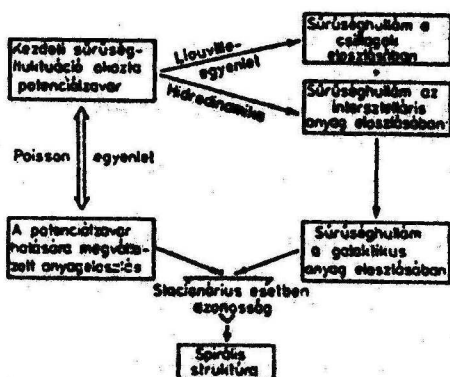 Kezdeti sűrűség-
fluktuáció okozta
potenciálzavar
Liouville-
egyenlet
Hidrodinamika
Sűrűséghullám a
csillagok
eloszlásában
Sűrűséghullám az
intersztelláris
anyag eloszlásában
Poisson egyenlet
A potenciálzavar
hatására megválto-
zott anyageloszlás
Sűrűséghullám
a galaktikus
anyag eloszlásában
Stacionárius esetben
azonosság
Spirális
struktúra